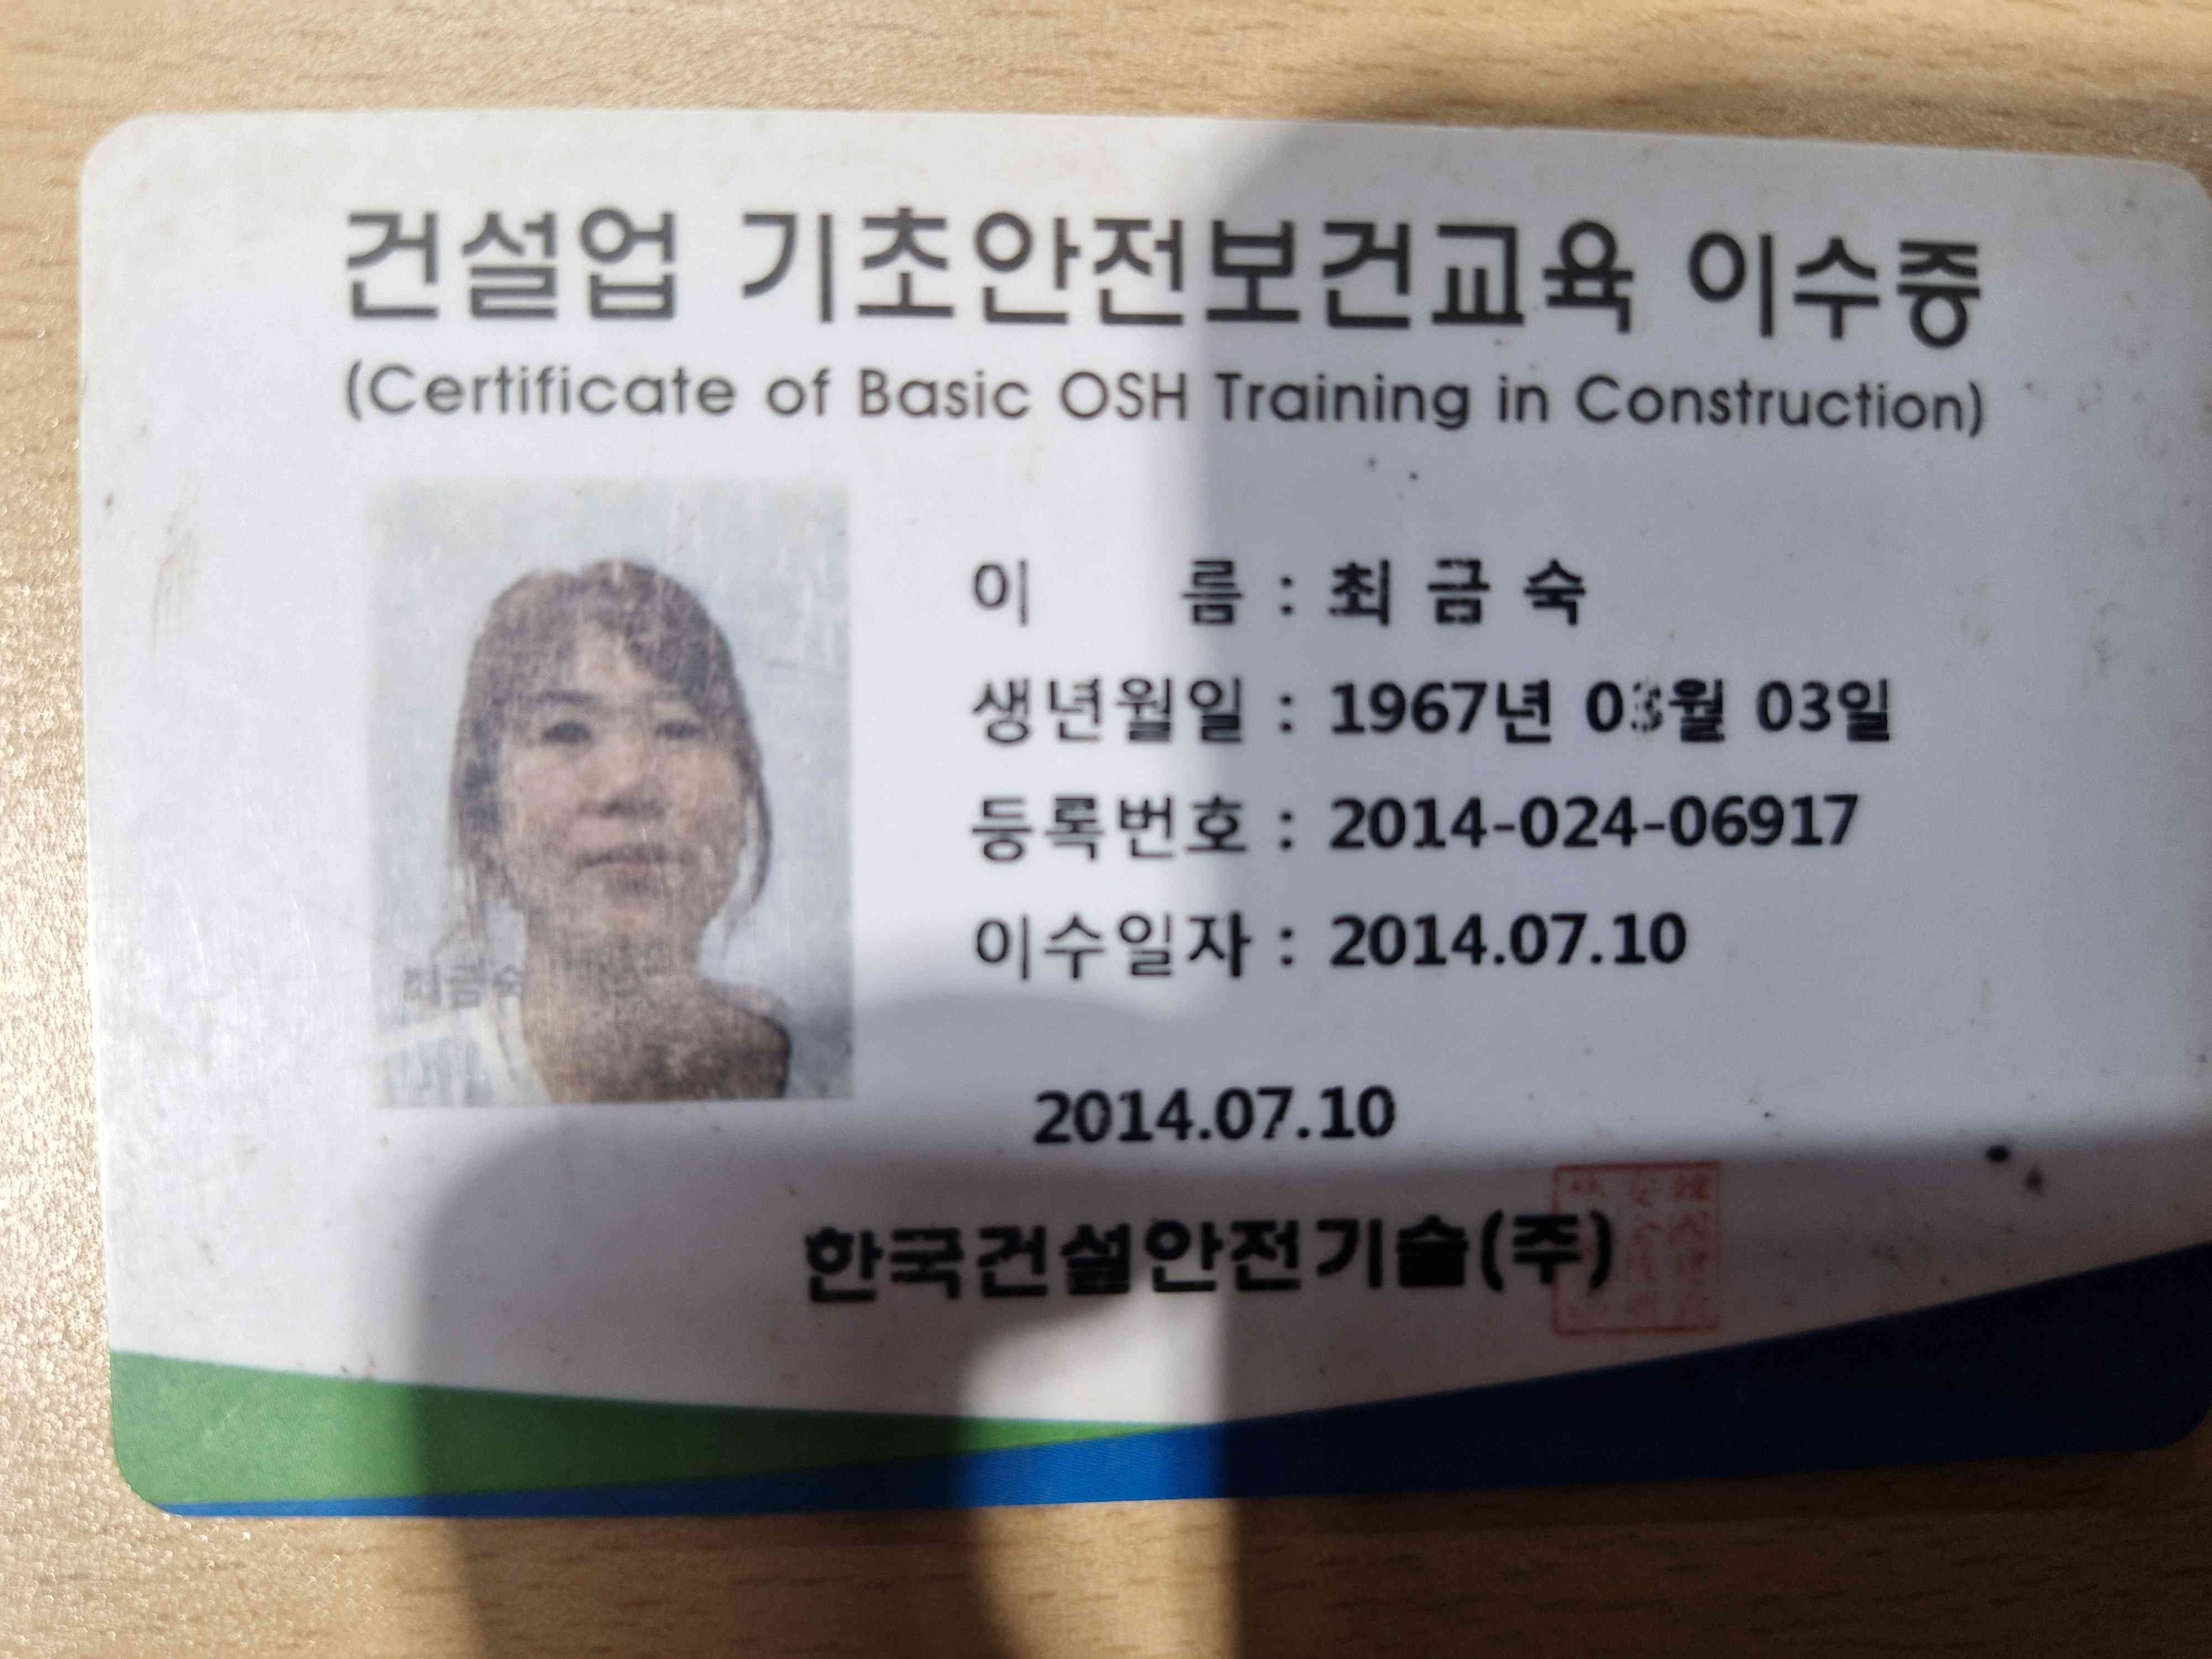 건설업 기초안전보건교육 이수증
(Certificate of Basic OSH Training in Construction)
이 름 : 최 금 숙
생년월일 : 1967년 03월 03일
등록번호 : 2014-024-06917
이수일자 : 2014.07.10
최금숙
2014.07.10
한국건설안전기술(주)